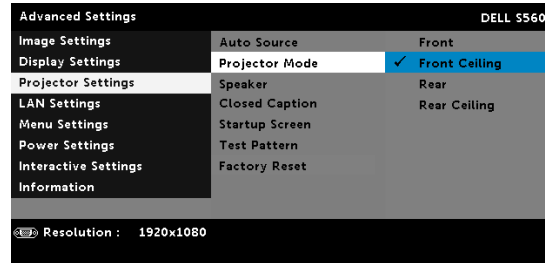 Advanced Settings DELL S560
Image Settings
Display Settings
Projector Settings
LAN Settings
Menu Settings
Power Settings
Interactive Settings
Information
Auto Source
Projector Mode
Speaker
Closed Caption
Startup Screen
Test Pattern
Factory Reset
Front
✓ Front Ceiling
Rear
Rear Ceiling
Resolution : 1920x1080